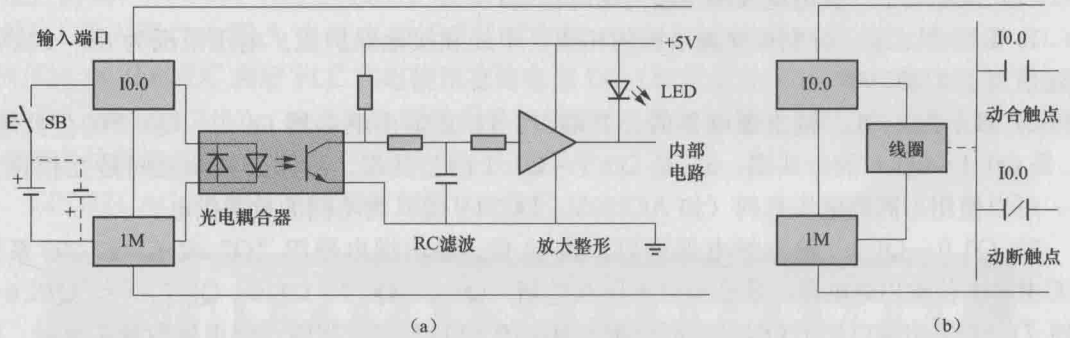 输入端口
I0.0
E
SB
+
+
1M
光电耦合器
RC滤波
放大整形
+5V
LED
内部
电路
(a)
I0.0
线圈
1M
I0.0
动合触点
I0.0
动断触点
(b)